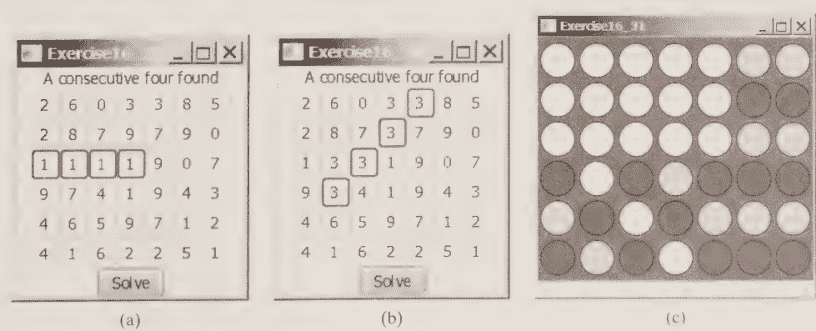 Exercise16
A consecutive four found
2 6 0 3 3 8 5
2 8 7 9 7 9 0
1 1 1 1 9 0 7
9 7 4 1 9 4 3
4 6 5 9 7 1 2
4 1 6 2 2 5 1
Solve
(a)
Exercise16
A consecutive four found
2 6 0 3 3 8 5
2 8 7 3 7 9 0
1 3 3 1 9 0 7
9 3 4 1 9 4 3
4 6 5 9 7 1 2
4 1 6 2 2 5 1
Solve
(b)
Exercise16_31
(c)